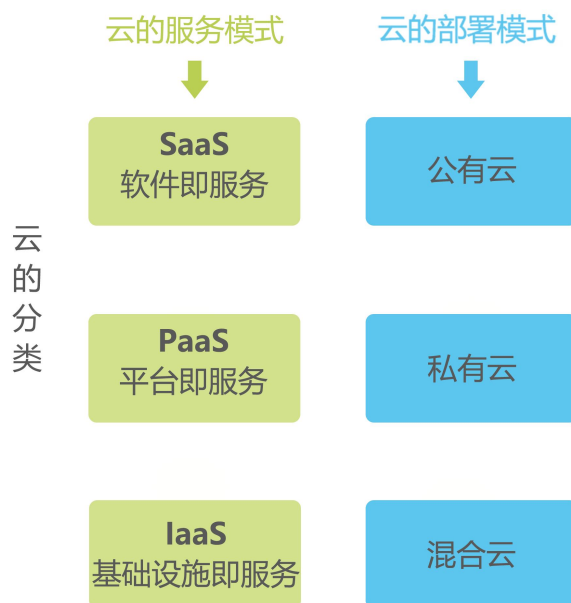 云的服务模式
云的部署模式
云的分类
SaaS
软件即服务
公有云
PaaS
平台即服务
私有云
IaaS
基础设施即服务
混合云